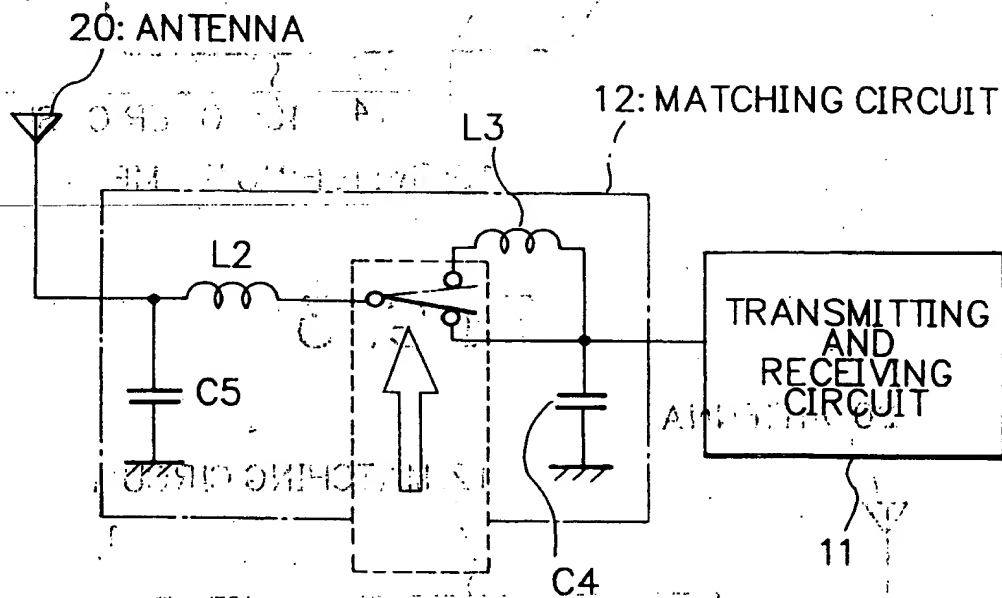 20: ANTENNA
12: MATCHING CIRCUIT
L3
L2
C5
TRANSMITTING
AND
RECEIVING
CIRCUIT
11
C4